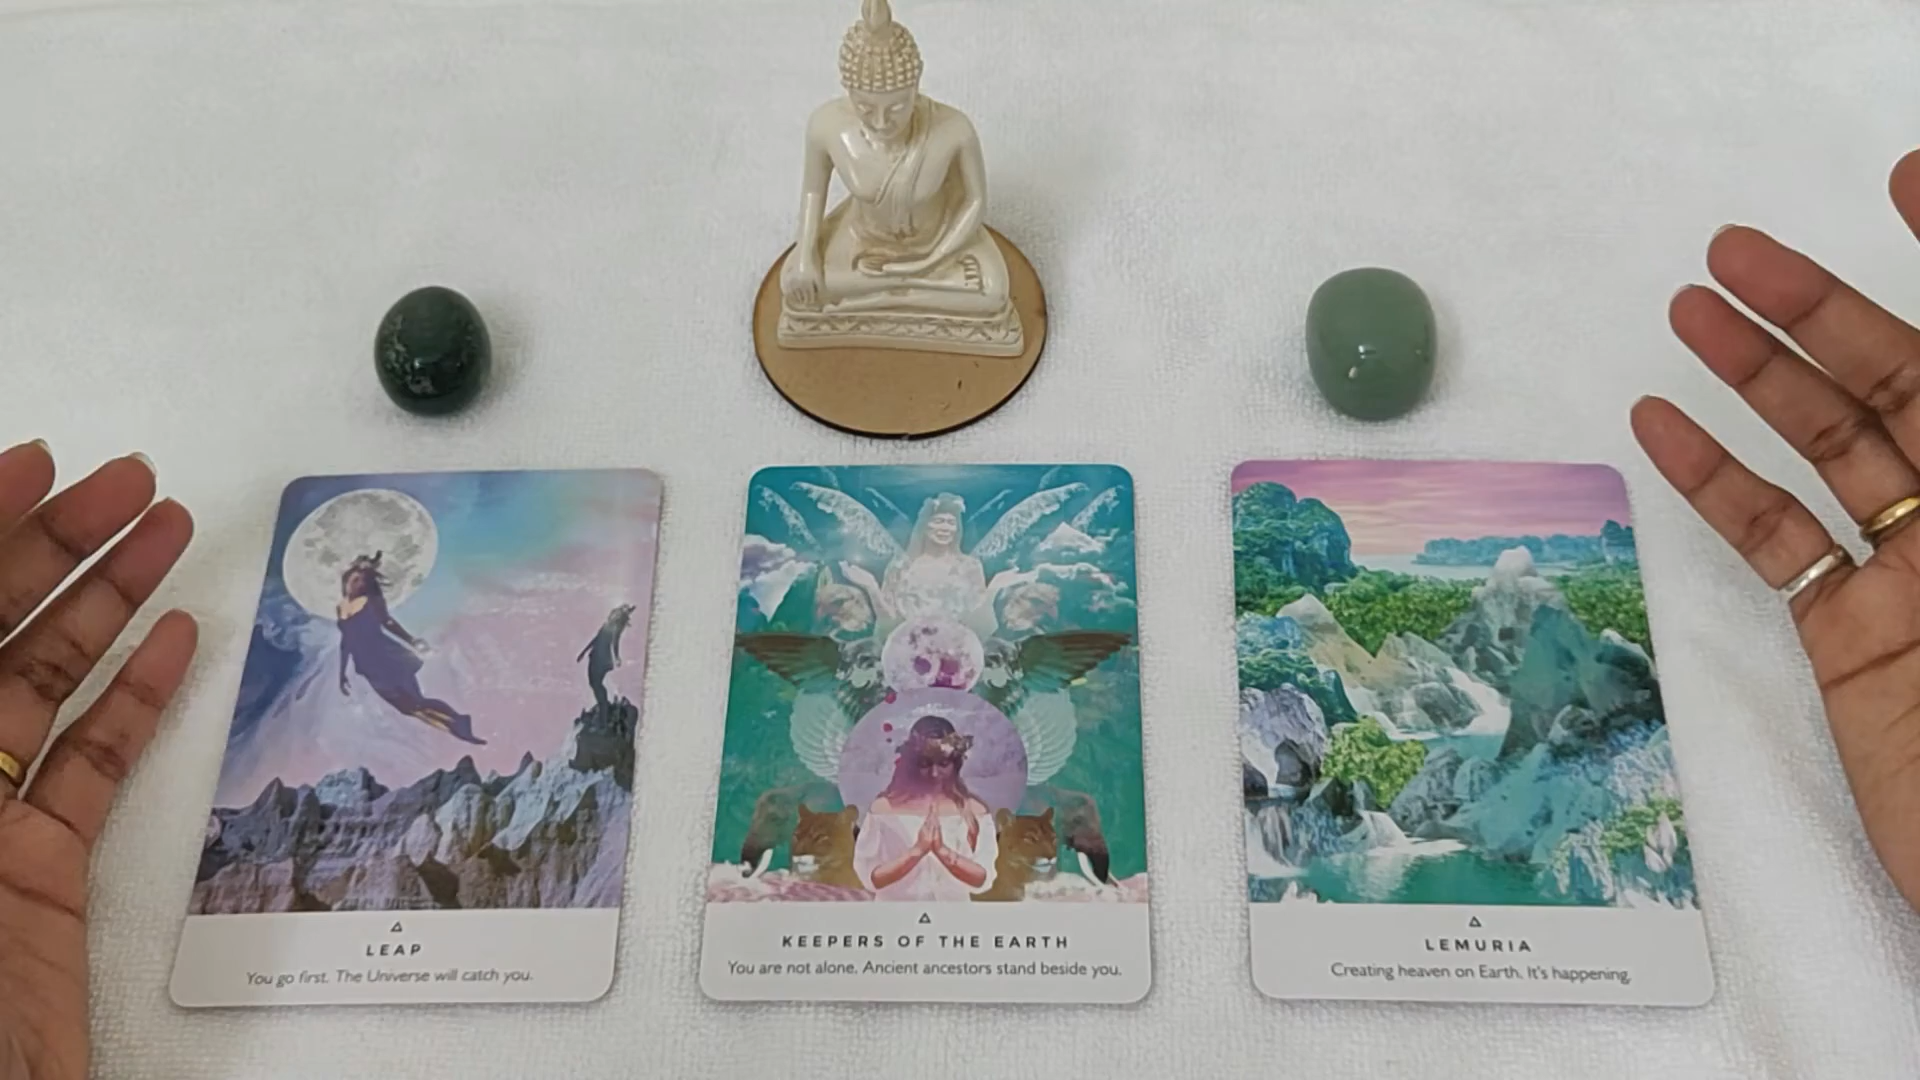 LEAP
You go first. The Universe will catch you.
KEEPERS OF THE EARTH
You are not alone. Ancient ancestors stand beside you.
LEMURIA
Creating heaven on Earth. It's happening.